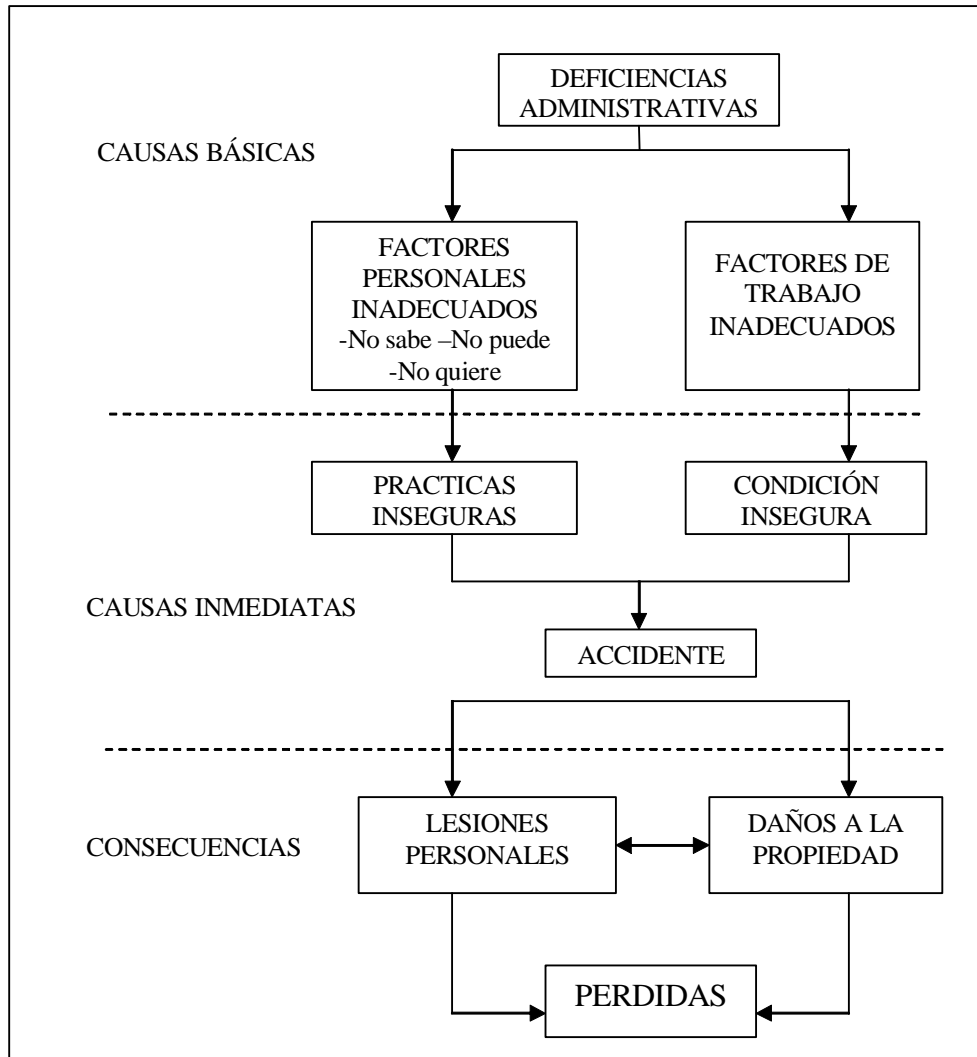 DEFICIENCIAS
ADMINISTRATIVAS
CAUSAS BÁSICAS
FACTORES
PERSONALES
INADECUADOS
-No sabe –No puede
-No quiere
FACTORES DE
TRABAJO
INADECUADOS
PRACTICAS
INSEGURAS
CONDICIÓN
INSEGURA
CAUSAS INMEDIATAS
ACCIDENTE
CONSECUENCIAS
LESIONES
PERSONALES
DAÑOS A LA
PROPIEDAD
PERDIDAS